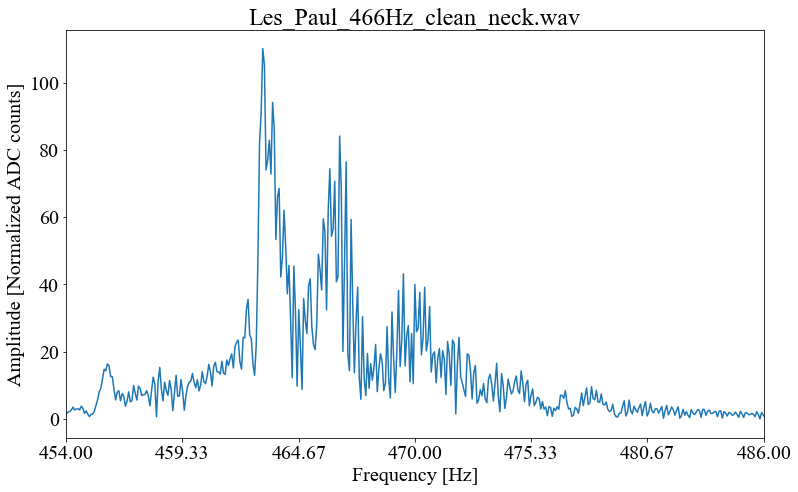 Les_Paul_466Hz_clean_neck.wav
Amplitude [Normalized ADC counts]
100
80
60
40
20
0
454.00 459.33 464.67 470.00 475.33 480.67 486.00
Frequency [Hz]